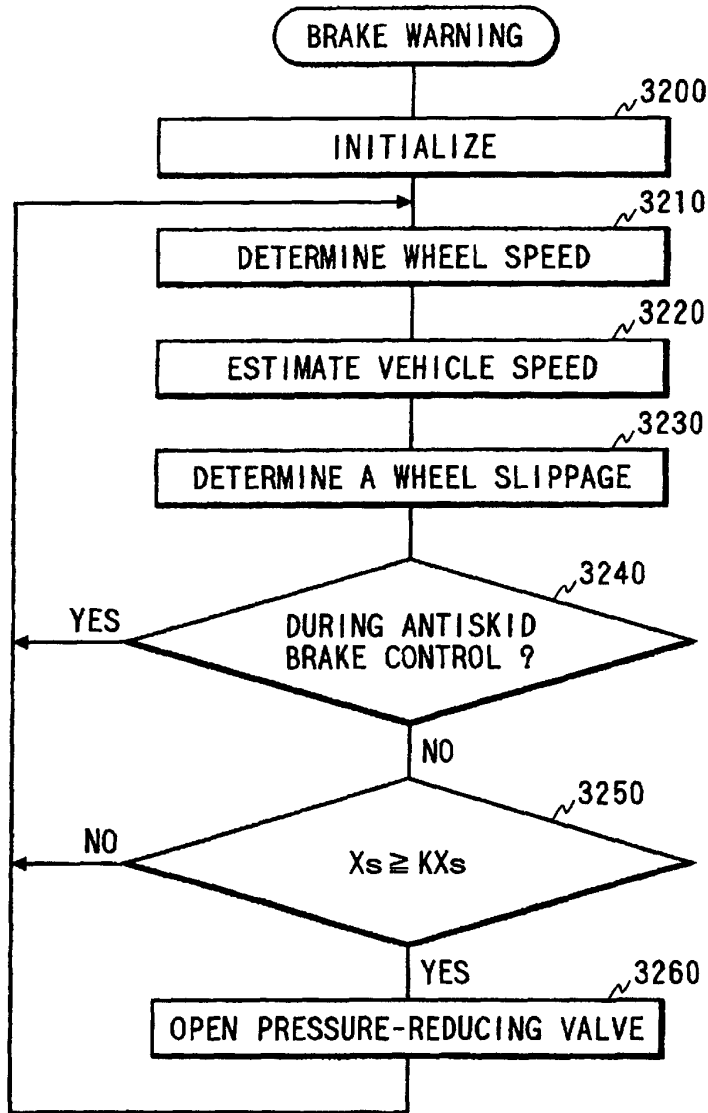 BRAKE WARNING
3200
INITIALIZE
3210
DETERMINE WHEEL SPEED
3220
ESTIMATE VEHICLE SPEED
3230
DETERMINE A WHEEL SLIPPAGE
3240
YES
DURING ANTISKID
BRAKE CONTROL ?
NO
3250
NO
Xs ≧ KXs
YES
3260
OPEN PRESSURE-REDUCING VALVE